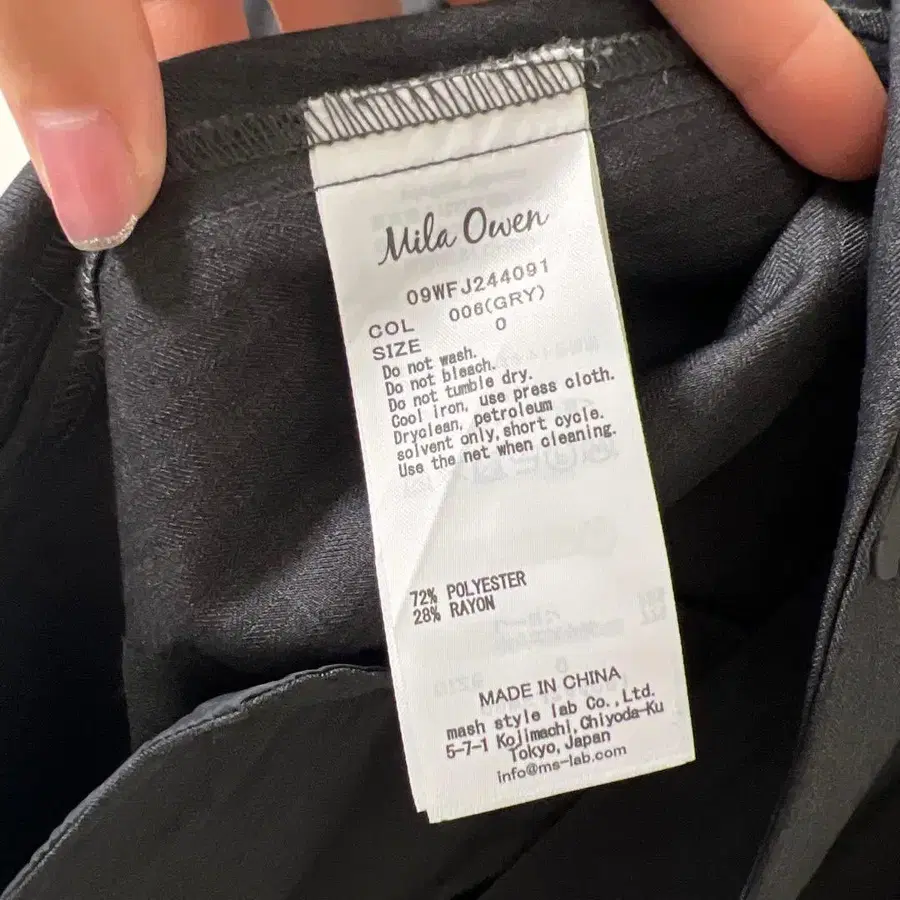 Mila Owen
09WFJ244091
COL 006(GRY)
SIZE 0
Do not wash.
Do not bleach.
Do not tumble dry.
Cool iron, use press cloth.
Dryclean, petroleum
solvent only, short cycle.
Use the net when cleaning.
72% POLYESTER
28% RAYON
MADE IN CHINA
mash style lab Co., Ltd.
5-7-1 Kojimachi, Chiyoda-Ku
Tokyo, Japan
info@ms-lab.com